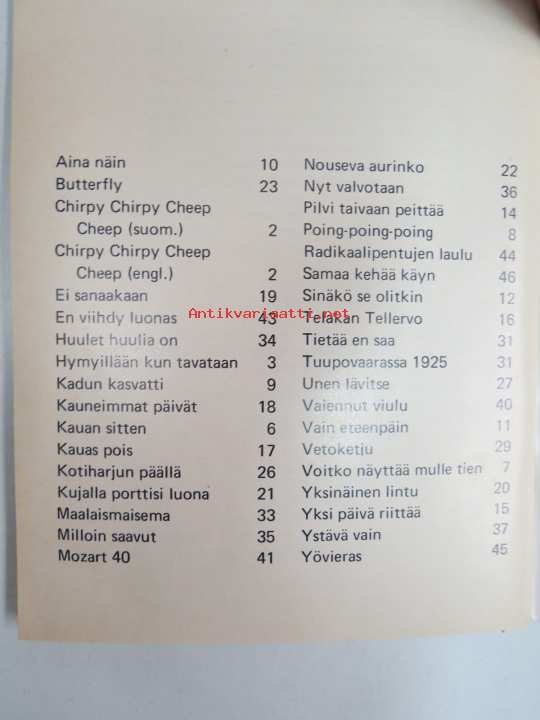 Aina näin 10
Butterfly 23
Chirpy Chirpy Cheep
Cheep (suom.) 2
Chirpy Chirpy Cheep
Cheep (engl.) 2
Ei sanaakaan 19
En viihdy luonas 43
Huulet huulia on 34
Hymyillään kun tavataan 3
Kadun kasvatti 9
Kauneimmat päivät 18
Kauan sitten 6
Kauas pois 17
Kotiharjun päällä 26
Kujalla porttisi luona 21
Maalaismaisema 33
Milloin saavut 35
Mozart 40 41
Nouseva aurinko 22
Nyt valvotaan 36
Pilvi taivaan peittää 14
Poing-poing-poing 8
Radikaalipentujen laulu 44
Samaa kehää käyn 46
Sinäkö se olitkin 12
Telakan Tellervo 16
Tietää en saa 31
Tuupovaarassa 1925 31
Unen lävitse 27
Vaiennut viulu 40
Vain eteenpäin 11
Vetoketju 29
Voitko näyttää mulle tien 7
Yksinäinen lintu 20
Yksi päivä riittää 15
Ystävä vain 37
Yövieras 45
Antikvariaatti.net